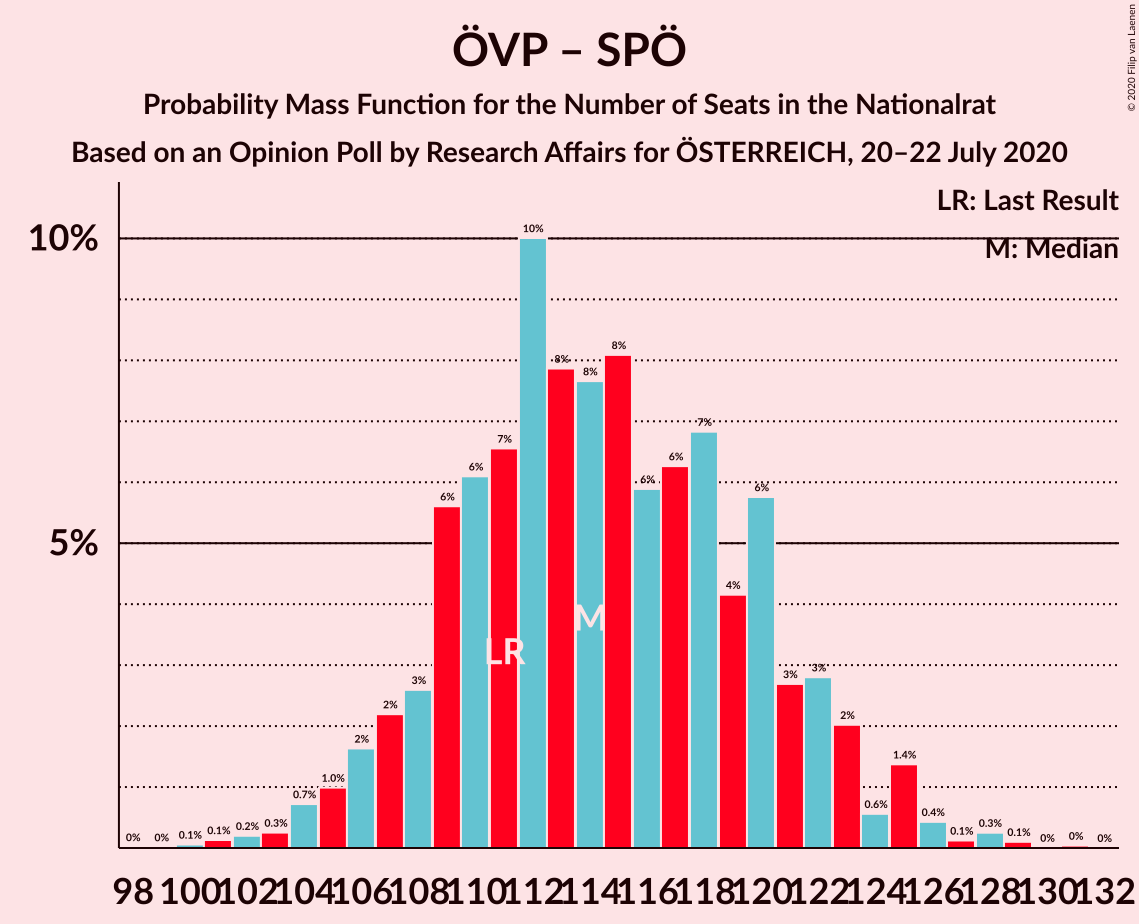 ÖVP – SPÖ
Probability Mass Function for the Number of Seats in the Nationalrat
Based on an Opinion Poll by Research Affairs for ÖSTERREICH, 20–22 July 2020
© 2020 Filip van Laenen
LR: Last Result
M: Median
10%
5%
0% 0% 0.1% 0.1% 0.2% 0.3% 0.7% 1.0% 2% 2% 3% 6% 6% 7% 10% 8% 8% 8% 6% 6% 7% 4% 6% 3% 3% 2% 0.6% 1.4% 0.4% 0.1% 0.3% 0.1% 0% 0% 0%
LR
M
98 100 102 104 106 108 110 112 114 116 118 120 122 124 126 128 130 132